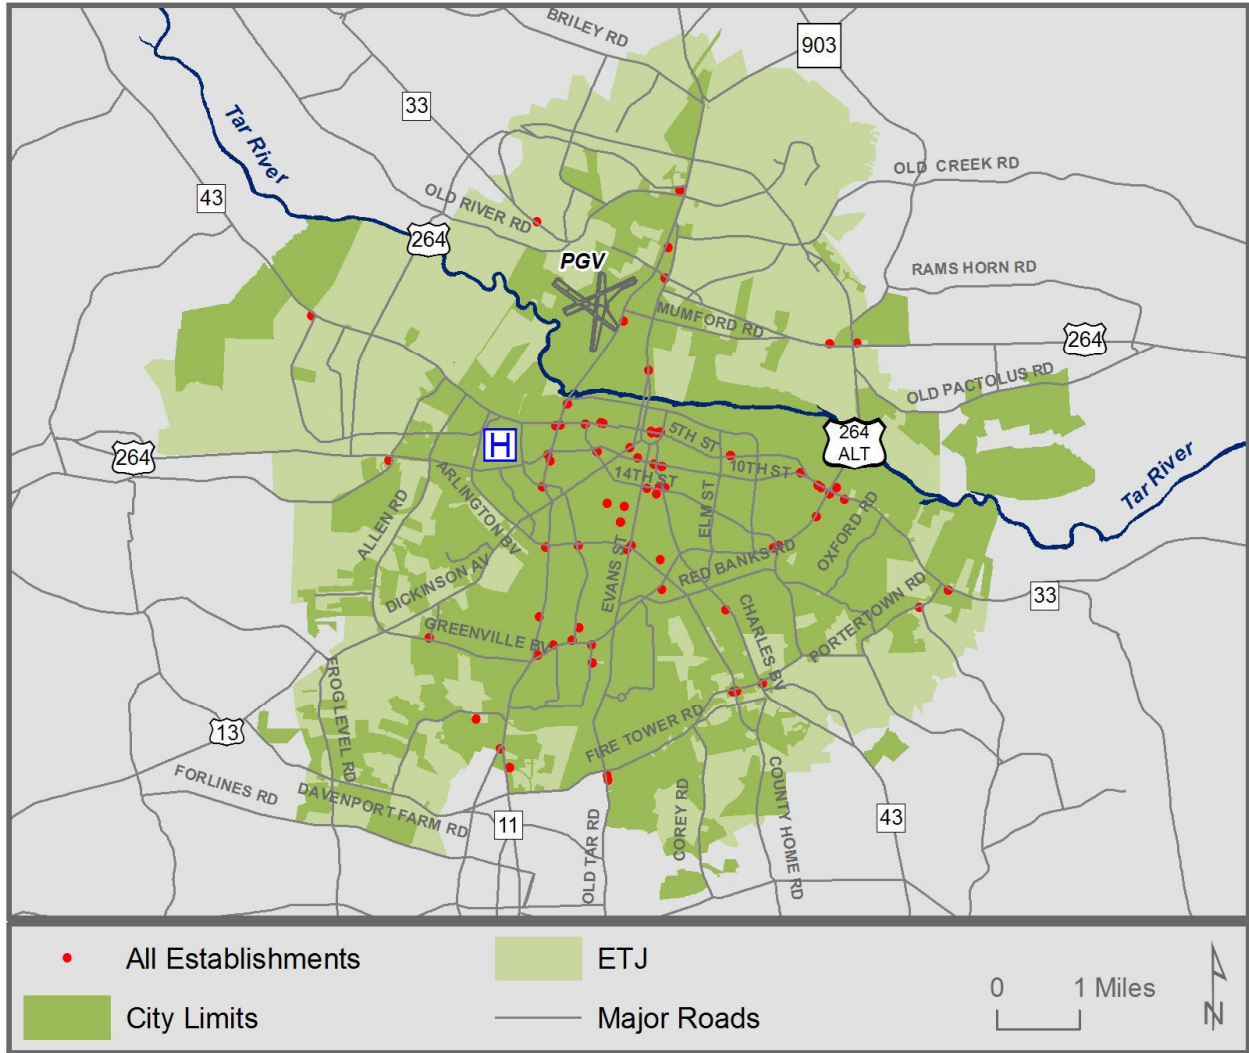 BRILEY RD
903
33
Tar River
OLD CREEK RD
43
OLD RIVER RD
264
PGV
RAMS HORN RD
MUMFORD RD
264
OLD PACTOLUS RD
264
ALT
5TH ST
H
264
10TH ST
14TH ST
Tar River
ARLINGTON BV
ALLEN RD
ELM ST
OXFORD RD
DICKINSON AV
EVANS ST
RED BANKS RD
PORTERTOWN RD
33
CHARLES BV
GREENVILLE BV
FROG LEVEL RD
13
FIRE TOWER RD
FORLINES RD
DAVENPORT FARM RD
11
OLD TAR RD
COREY RD
COUNTY HOME RD
43
All Establishments
ETJ
City Limits
Major Roads
0 1 Miles
N